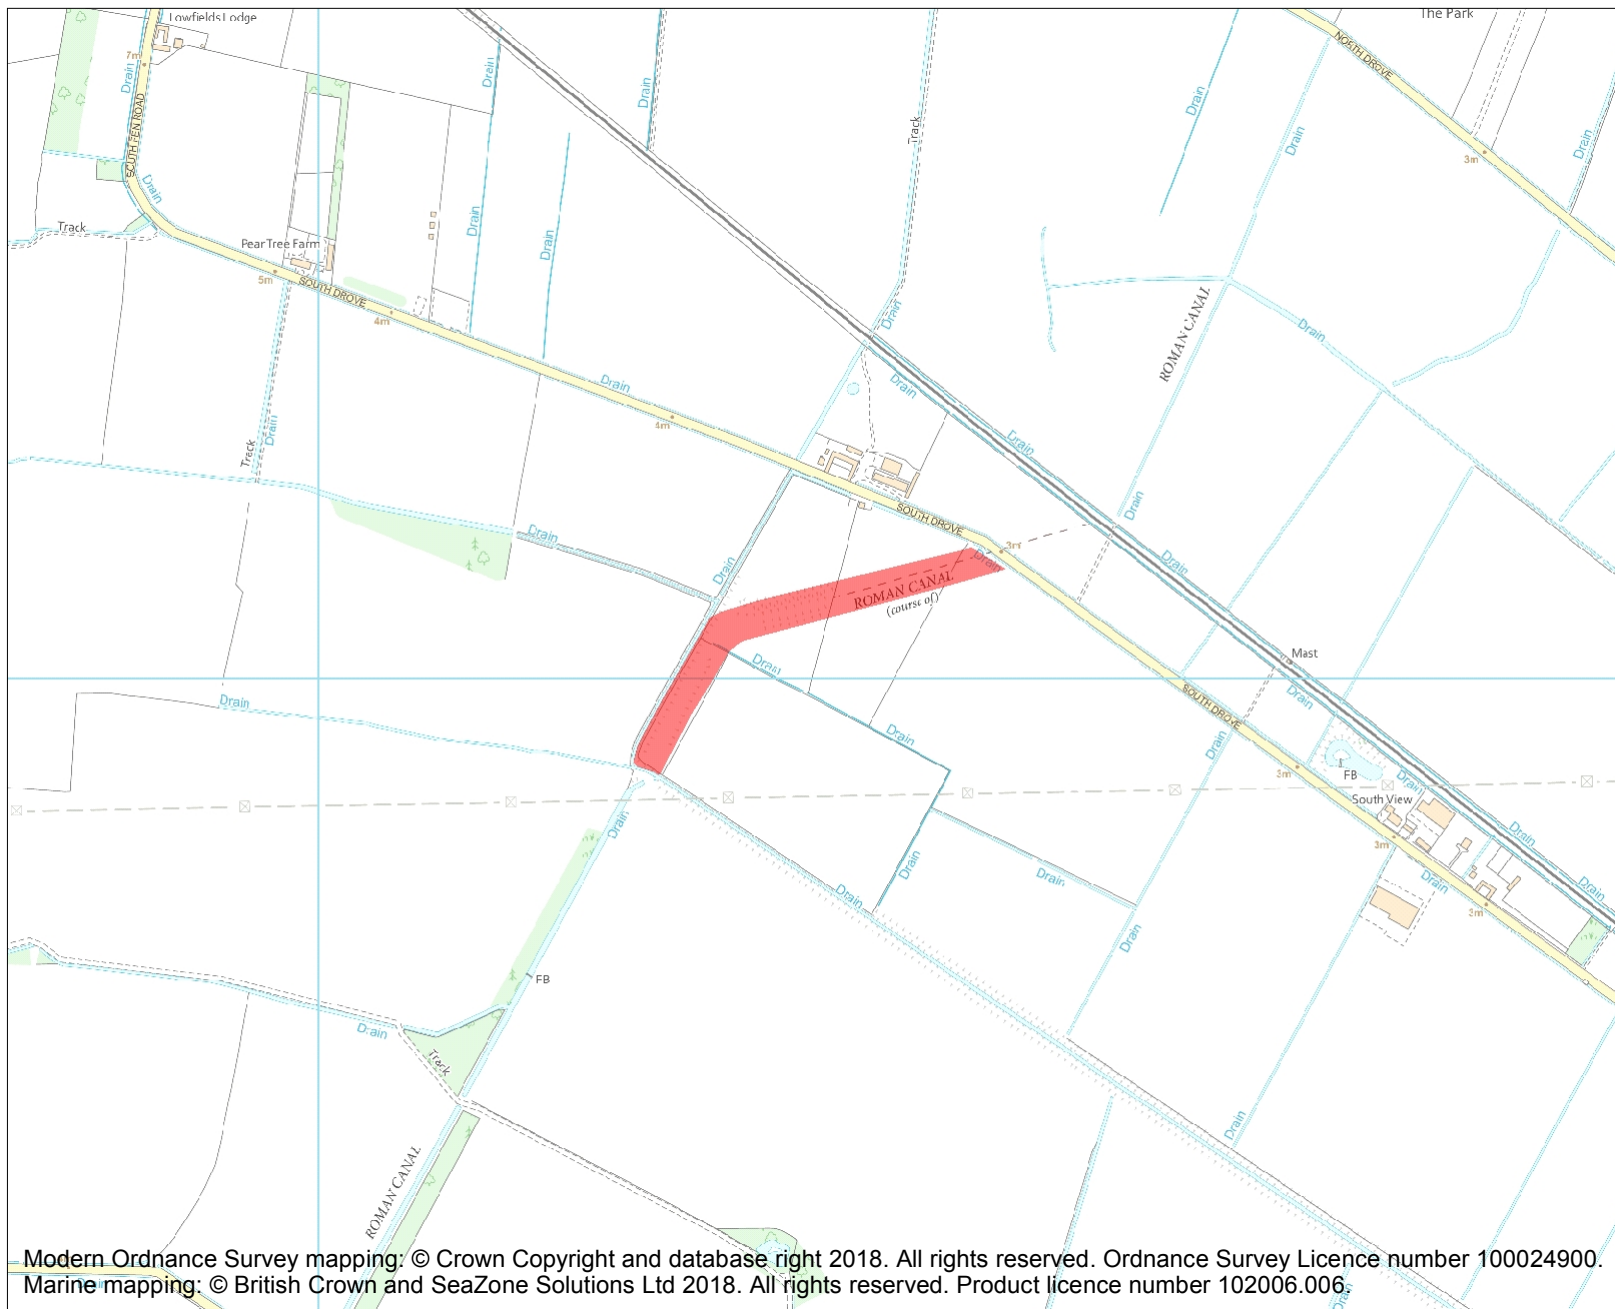 Lowfields Lodge
The Park
NORTH DROVE
7m
Drain
Drain
Drain
Drain
Track
Drain
Drain
Drain
3m
SOUTH FEN ROAD
Drain
Track
Drain
Drain
Pear Tree Farm
5m
SOUTH DROVE
4m
Drain
ROMAN CANAL
Drain
Drain
Drain
4m
Drain
Track
Drain
Drain
Drain
SOUTH DROVE
Drain
3m
Drain
Drain
Drain
ROMAN CANAL
(course of)
Drain
Mast
Drain
Drain
SOUTH DROVE
Drain
Drain
3m
FB
Drain
South View
Drain
3m
Drain
Drain
Drain
Drain
Drain
Drain
3m
Drain
FB
Drain
Track
Drain
ROMAN CANAL
Modern Ordnance Survey mapping: © Crown Copyright and database right 2018. All rights reserved. Ordnance Survey Licence number 100024900.
Marine mapping: © British Crown and SeaZone Solutions Ltd 2018. All rights reserved. Product licence number 102006.006.
Drain
Drain